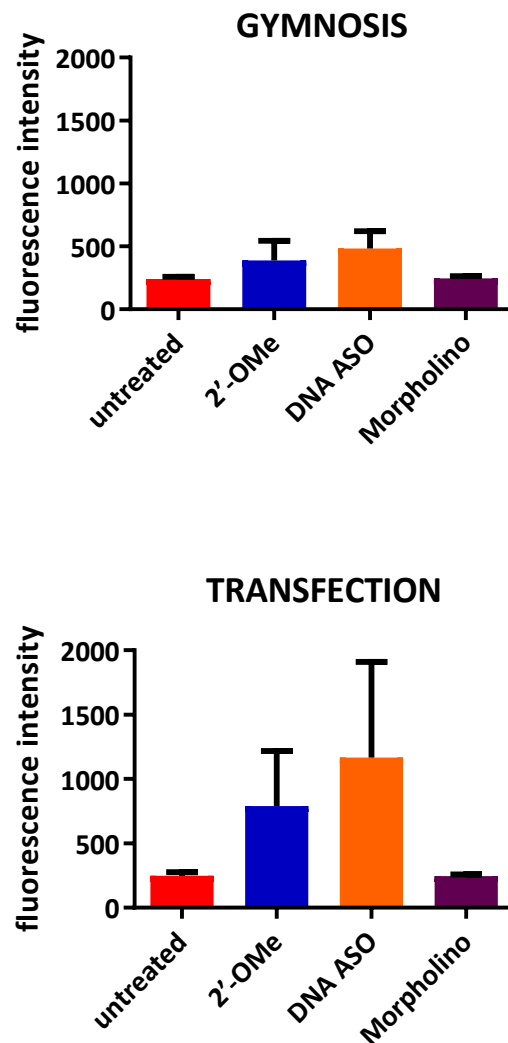 GYMNOSIS
fluorescence intensity
2000
1500
1000
500
0
untreated
2'-OMe
DNA ASO
Morpholino
TRANSFECTION
fluorescence intensity
2000
1500
1000
500
0
untreated
2'-OMe
DNA ASO
Morpholino